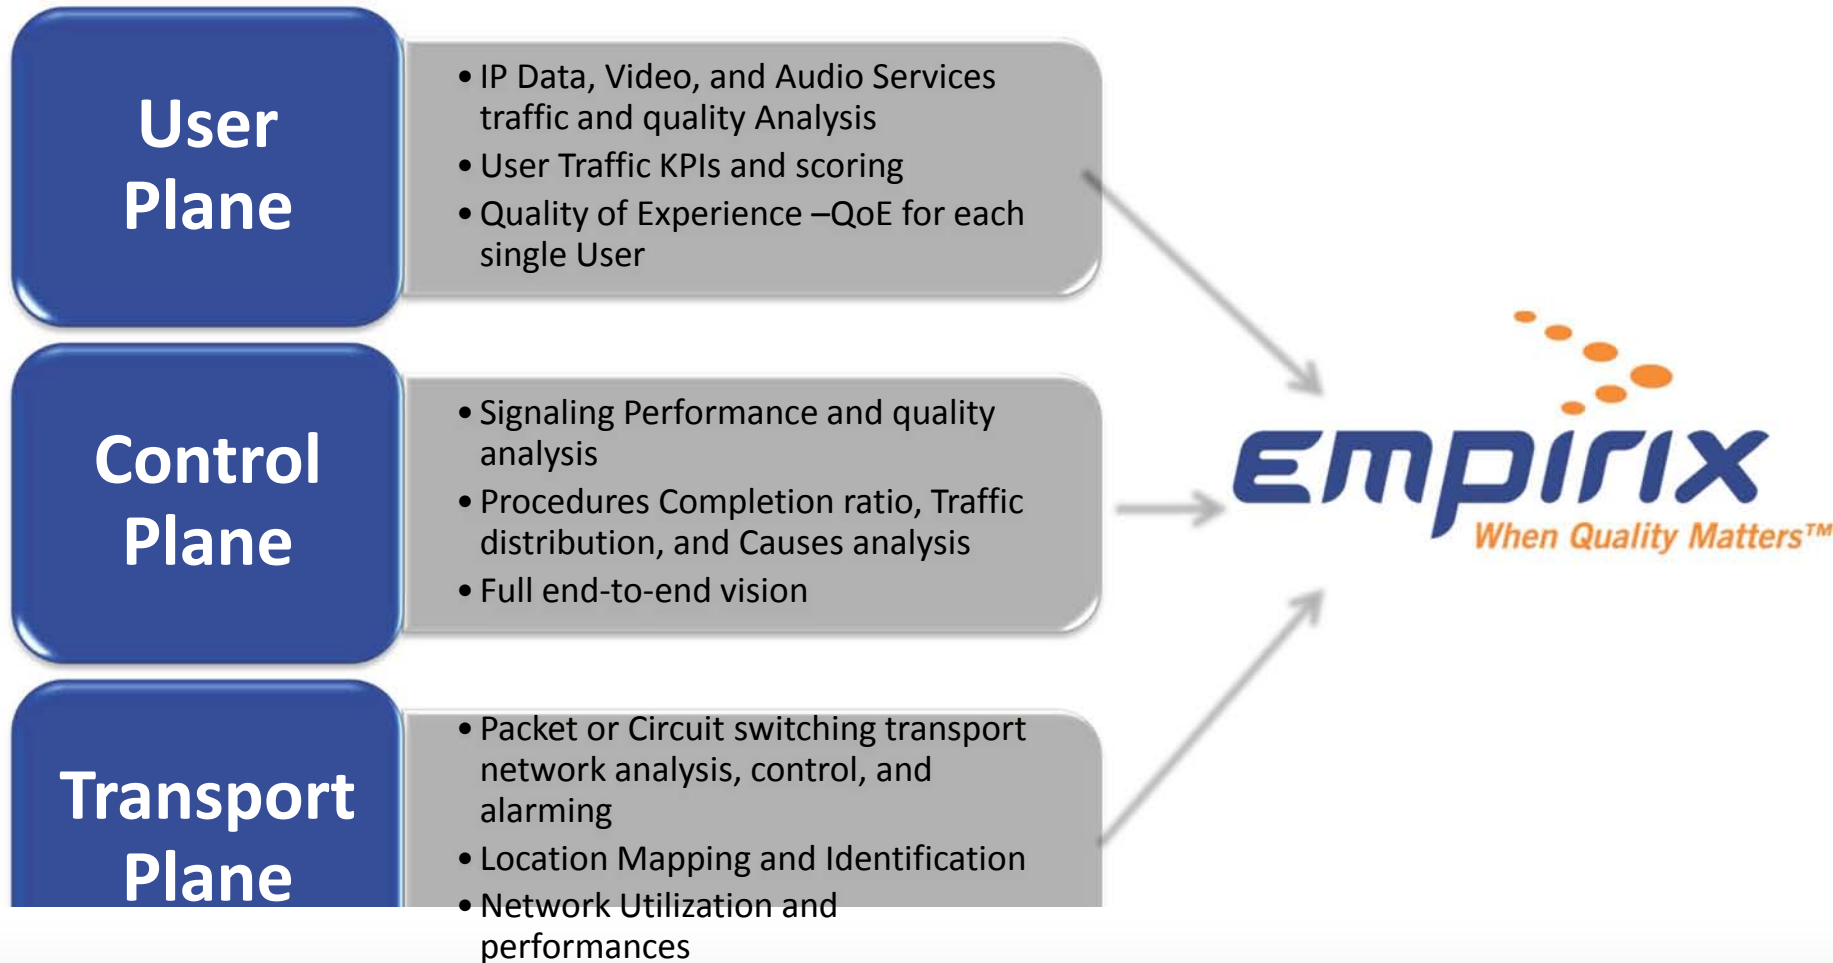 User
Plane
• IP Data, Video, and Audio Services
traffic and quality Analysis
• User Traffic KPIs and scoring
• Quality of Experience –QoE for each
single User
Control
Plane
• Signaling Performance and quality
analysis
• Procedures Completion ratio, Traffic
distribution, and Causes analysis
• Full end-to-end vision
Transport
Plane
• Packet or Circuit switching transport
network analysis, control, and
alarming
• Location Mapping and Identification
• Network Utilization and
performances
empirix
When Quality Matters™